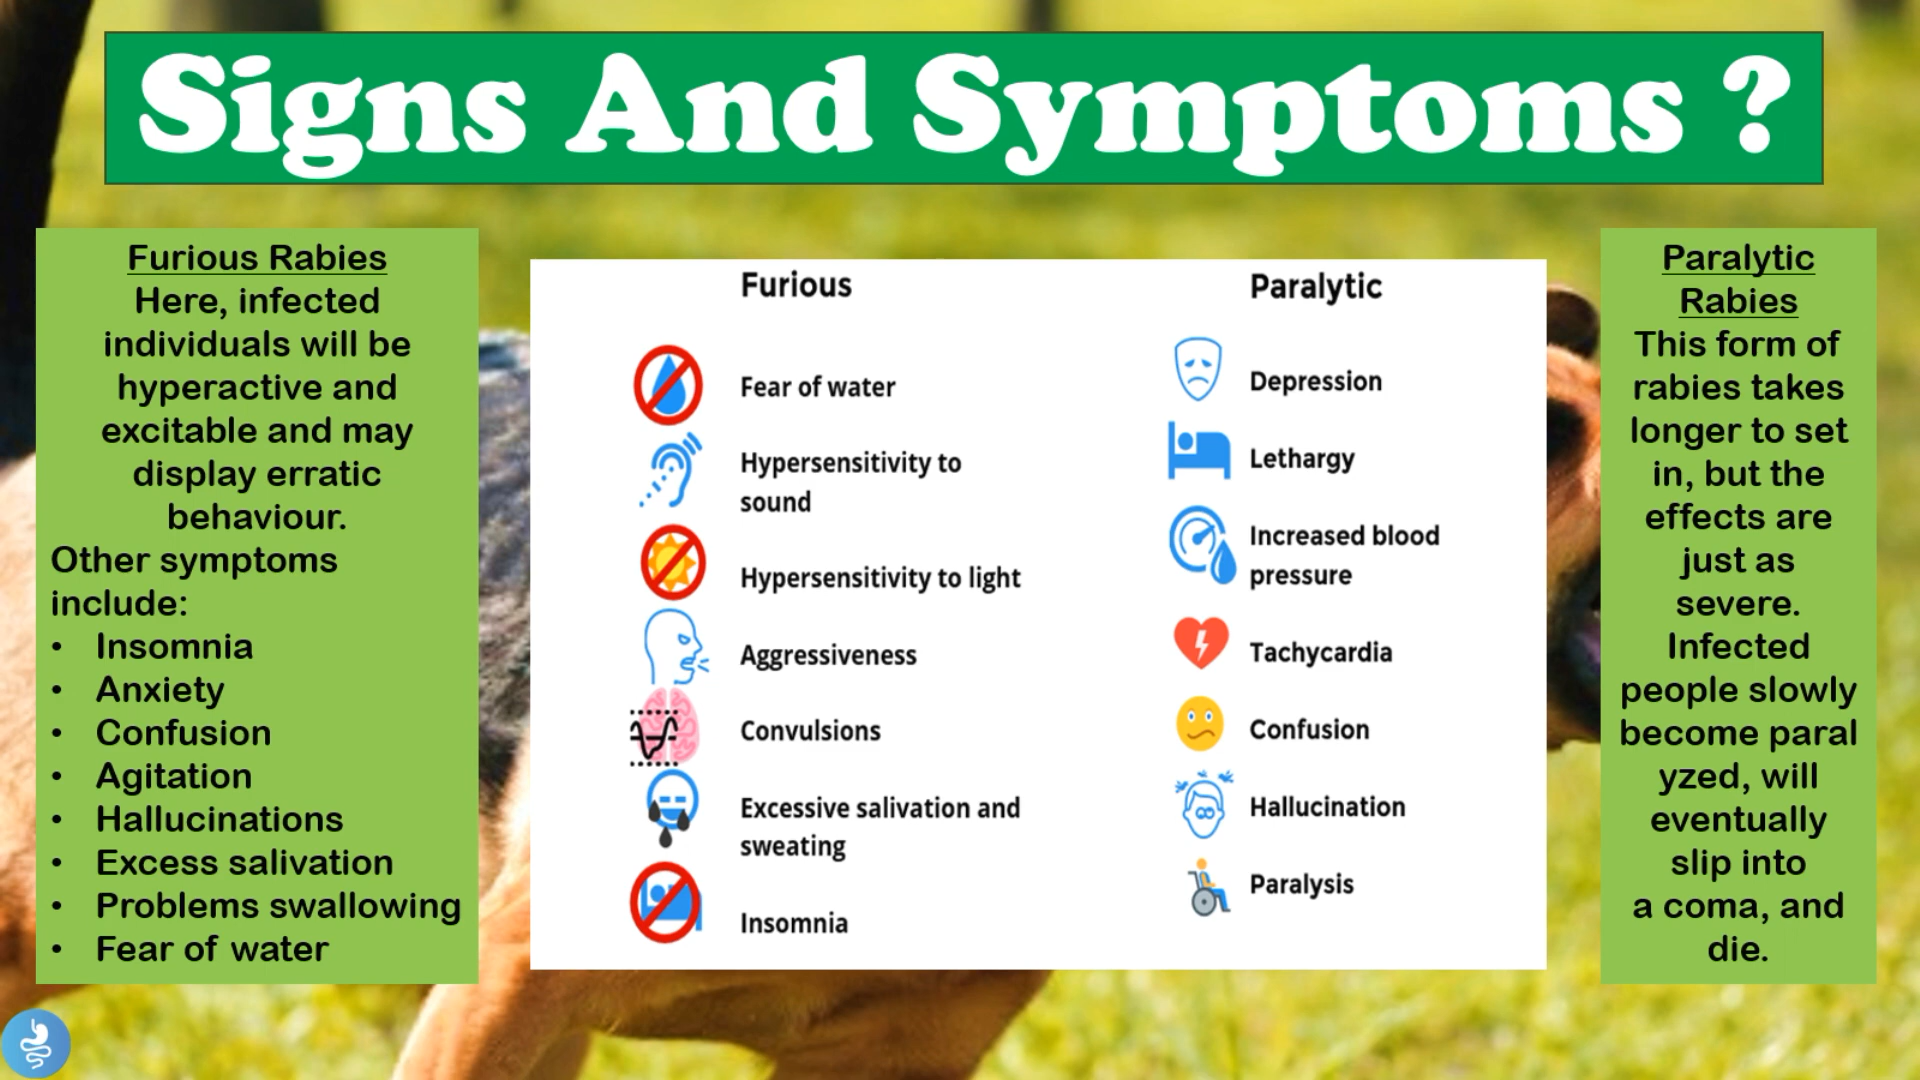 Signs And Symptoms ?
Furious Rabies
Here, infected
individuals will be
hyperactive and
excitable and may
display erratic
behaviour.
Other symptoms
include:
• Insomnia
• Anxiety
• Confusion
• Agitation
• Hallucinations
• Excess salivation
• Problems swallowing
• Fear of water
Furious
Fear of water
Hypersensitivity to
sound
Hypersensitivity to light
Aggressiveness
Convulsions
Excessive salivation and
sweating
Insomnia
Paralytic
Depression
Lethargy
Increased blood
pressure
Tachycardia
Confusion
Hallucination
Paralysis
Paralytic
Rabies
This form of
rabies takes
longer to set
in, but the
effects are
just as
severe.
Infected
people slowly
become paral
yzed, will
eventually
slip into
a coma, and
die.